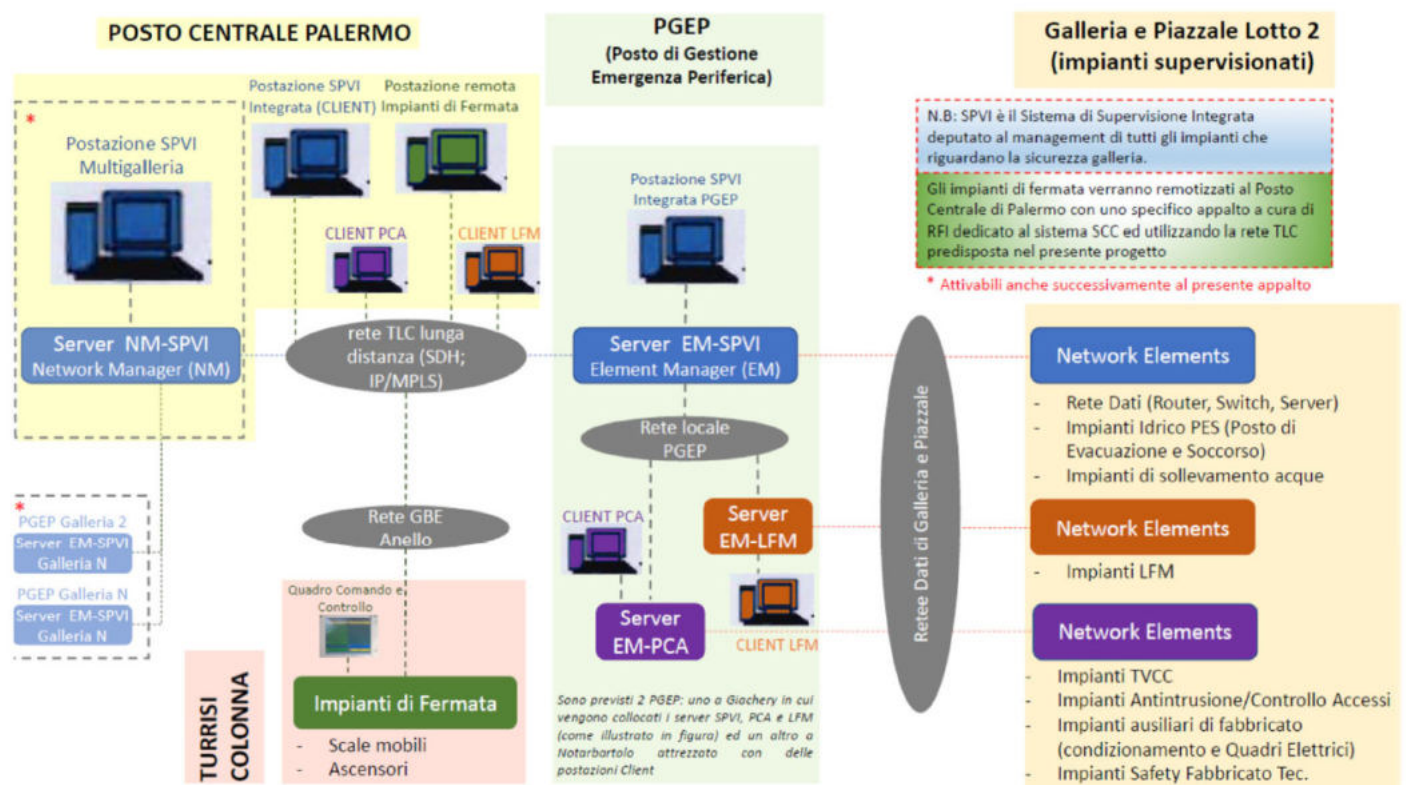 POSTO CENTRALE PALERMO
Postazione SPVI
Integrata (CLIENT)
Postazione remota
Impianti di Fermata
*
Postazione SPVI
Multigalleria
CLIENT PCA
CLIENT LFM
Server NM-SPVI
Network Manager (NM)
rete TLC lunga
distanza (SDH;
IP/MPLS)
*
PGEP Galleria 2
Server EM-SPVI
Galleria N
PGEP Galleria N
Server EM-SPVI
Galleria N
Rete GBE
Anello
TURRISI
COLONNA
Quadro Comando e
Controllo
Impianti di Fermata
- Scale mobili
- Ascensori
PGEP
(Posto di Gestione
Emergenza Periferica)
Postazione SPVI
Integrata PGEP
Server EM-SPVI
Element Manager (EM)
Rete locale
PGEP
CLIENT PCA
Server
EM-LFM
CLIENT LFM
Server
EM-PCA
Sono previsti 2 PGEP: uno a Giachery in cui
vengono collocati i server SPVI, PCA e LFM
(come illustrato in figura) ed un altro a
Notarbartolo attrezzato con delle
postazioni Client
Retee Dati di Galleria e Piazzale
Galleria e Piazzale Lotto 2
(impianti supervisionati)
N.B: SPVI è il Sistema di Supervisione Integrata
deputato al management di tutti gli impianti che
riguardano la sicurezza galleria.
Gli impianti di fermata verranno remotizzati al Posto
Centrale di Palermo con uno specifico appalto a cura di
RFI dedicato al sistema SCC ed utilizzando la rete TLC
predisposta nel presente progetto
* Attivabili anche successivamente al presente appalto
Network Elements
- Rete Dati (Router, Switch, Server)
- Impianti Idrico PES (Posto di
Evacuazione e Soccorso)
- Impianti di sollevamento acque
Network Elements
- Impianti LFM
Network Elements
- Impianti TVCC
- Impianti Antintrusione/Controllo Accessi
- Impianti ausiliari di fabbricato
(condizionamento e Quadri Elettrici)
- Impianti Safety Fabbricato Tec.